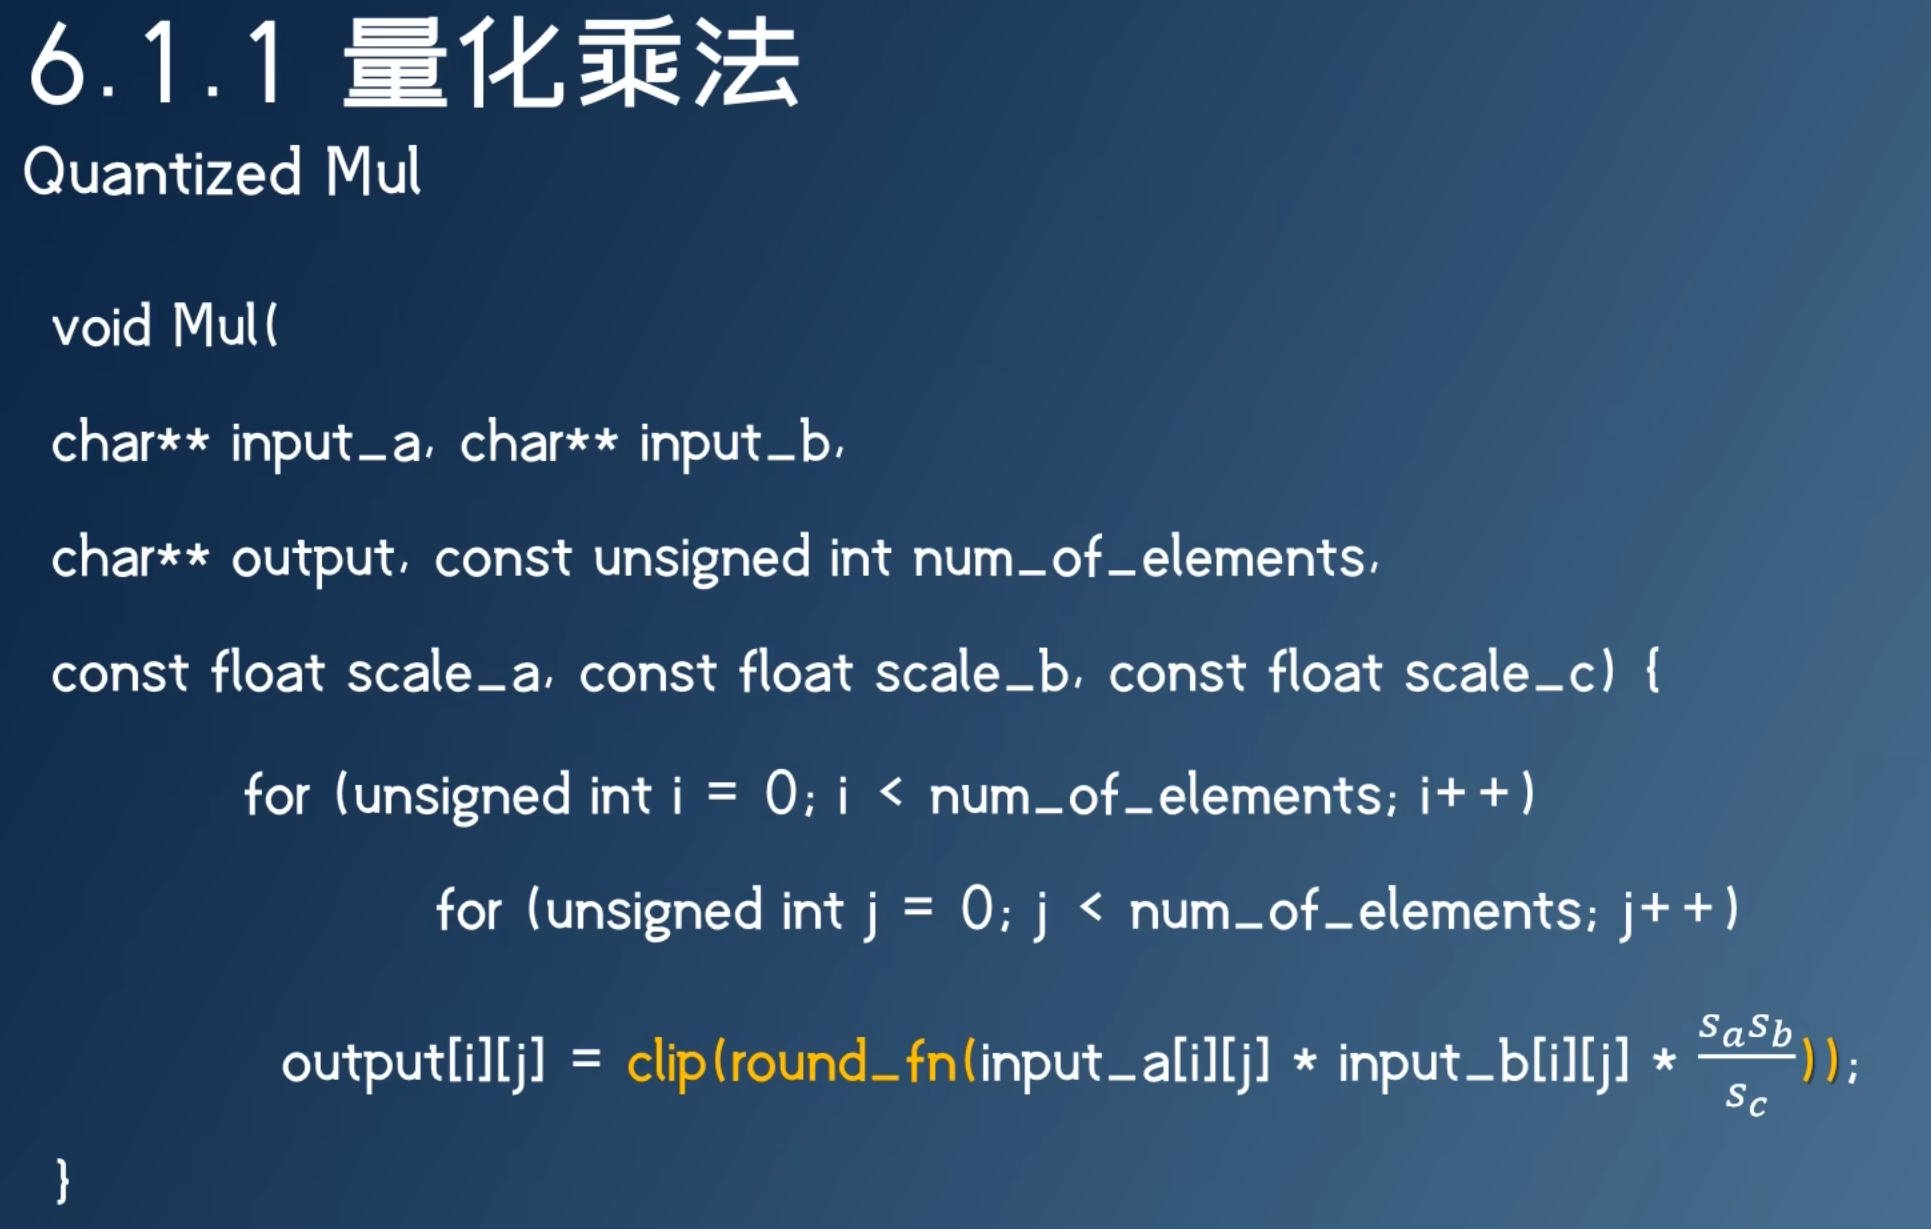 6.1.1 量化乘法
Quantized Mul
void Mul(
char** input_a, char** input_b,
char** output, const unsigned int num_of_elements,
const float scale_a, const float scale_b, const float scale_c) {
for (unsigned int i = 0; i < num_of_elements; i++)
for (unsigned int j = 0; j < num_of_elements; j++)
output[i][j] = clip(round_fn(input_a[i][j] * input_b[i][j] * \frac{s_a s_b}{s_c}));
}